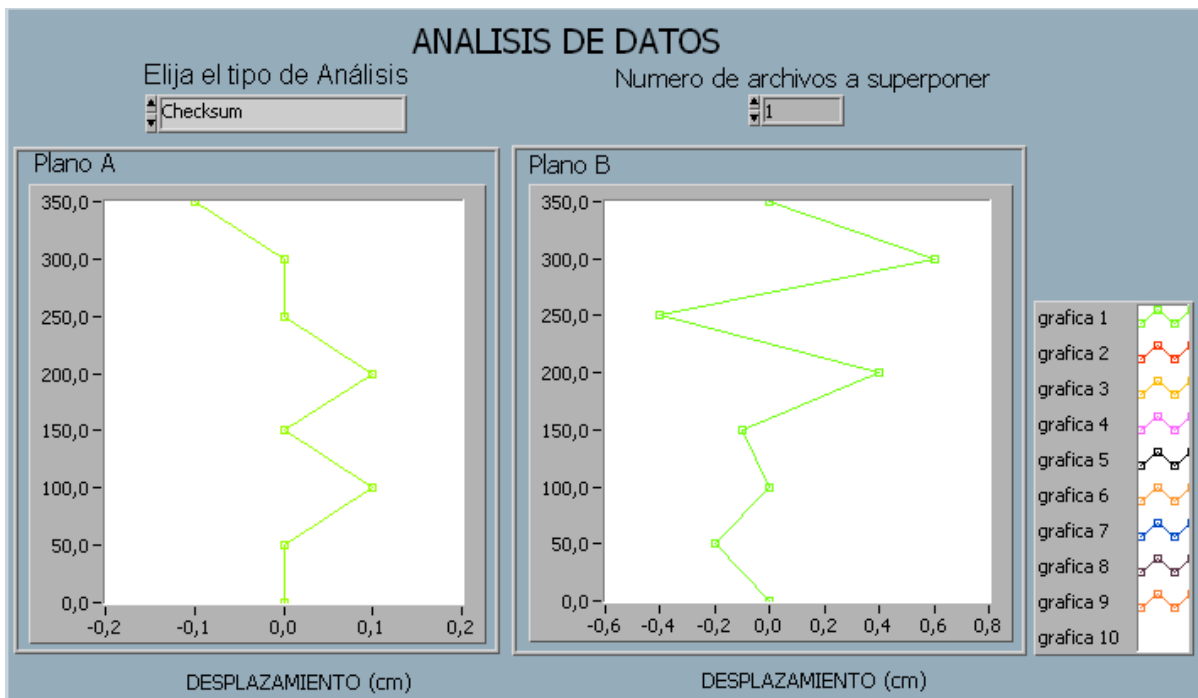 ANALISIS DE DATOS
Elija el tipo de Análisis
Checksum
Numero de archivos a superponer
1
Plano A
350,0
300,0
250,0
200,0
150,0
100,0
50,0
0,0
-0,2 -0,1 0,0 0,1 0,2
DESPLAZAMIENTO (cm)
Plano B
350,0
300,0
250,0
200,0
150,0
100,0
50,0
0,0
-0,6 -0,4 -0,2 0,0 0,2 0,4 0,6 0,8
DESPLAZAMIENTO (cm)
grafica 1
grafica 2
grafica 3
grafica 4
grafica 5
grafica 6
grafica 7
grafica 8
grafica 9
grafica 10